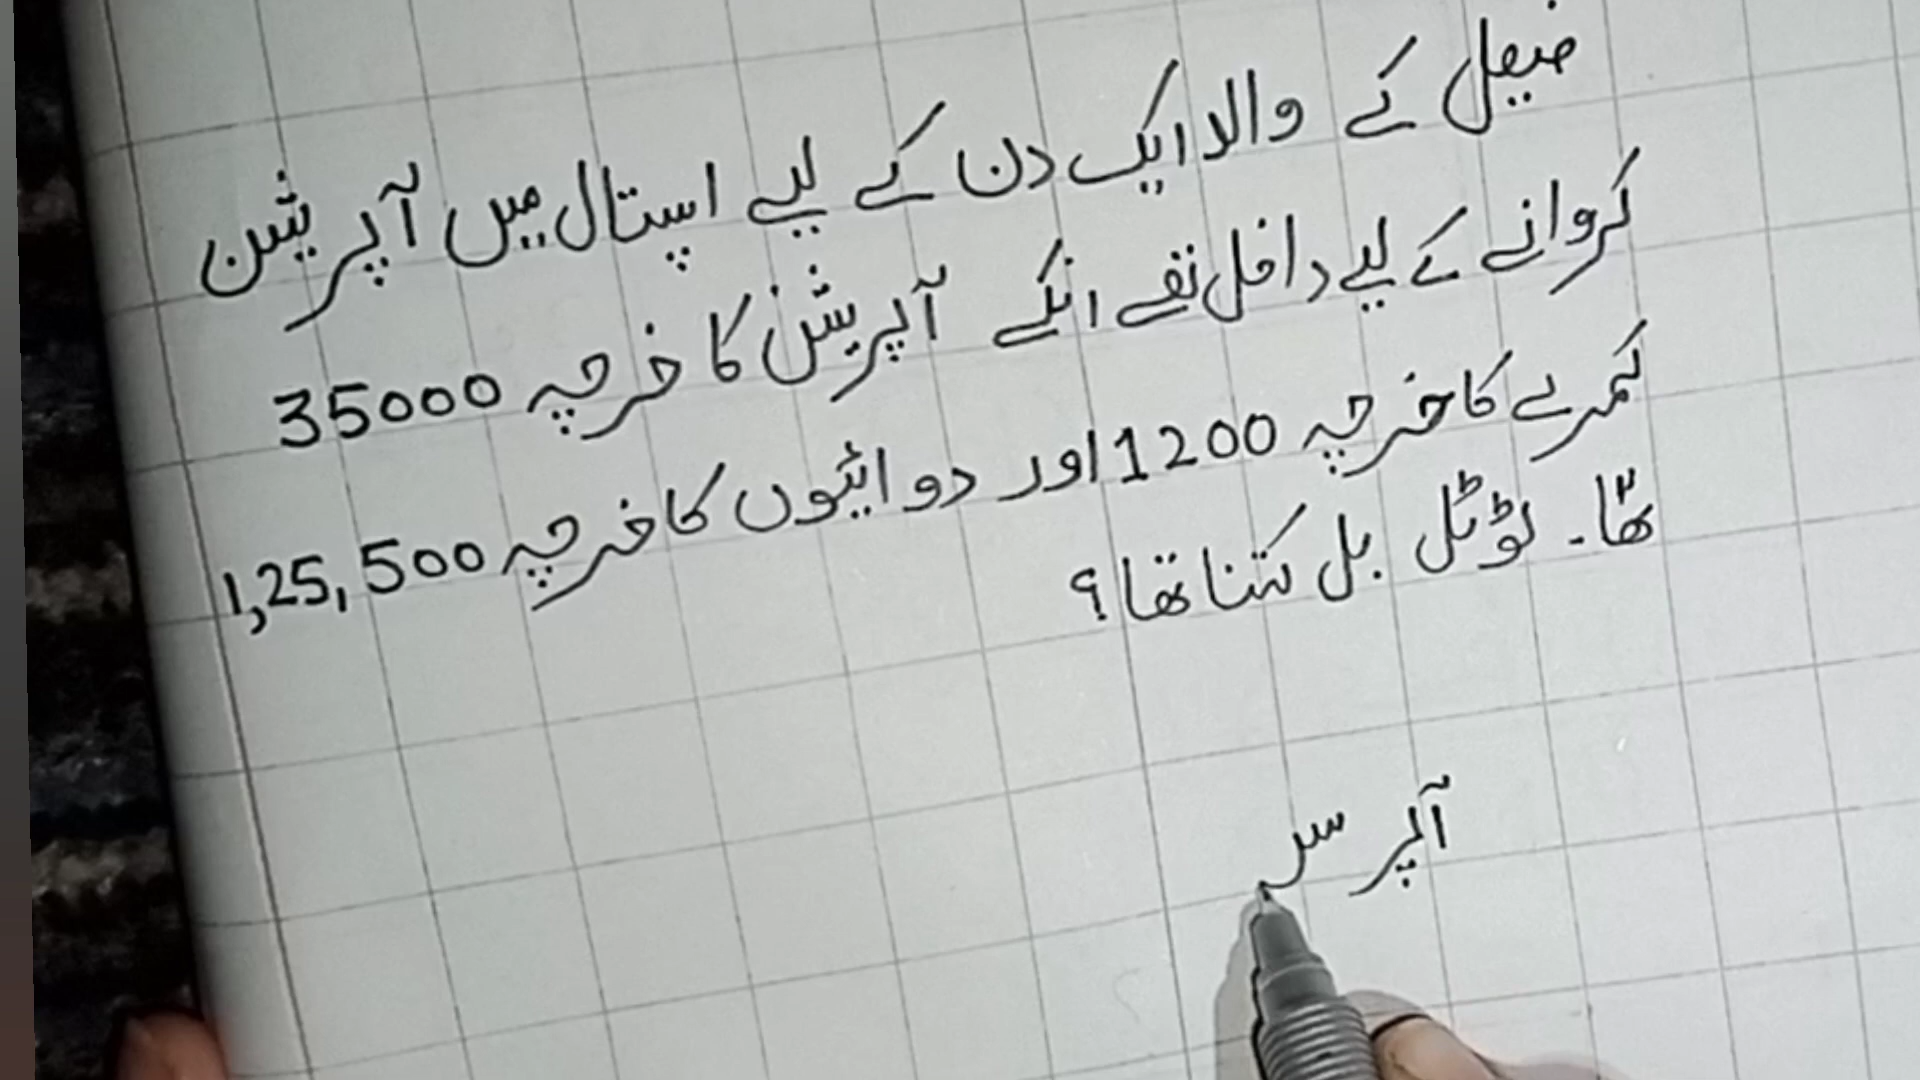 فیصل کے والد ایک دن کے لیے اسپتال میں آپریشن
کروانے کے لیے داخل تھے انکے آپریشن کا خرچہ 35000
کمرے کا خرچہ 1200 اور دوائیوں کا خرچہ 1,25,500
تھا۔ ٹوٹل بل کتنا تھا؟
آپر